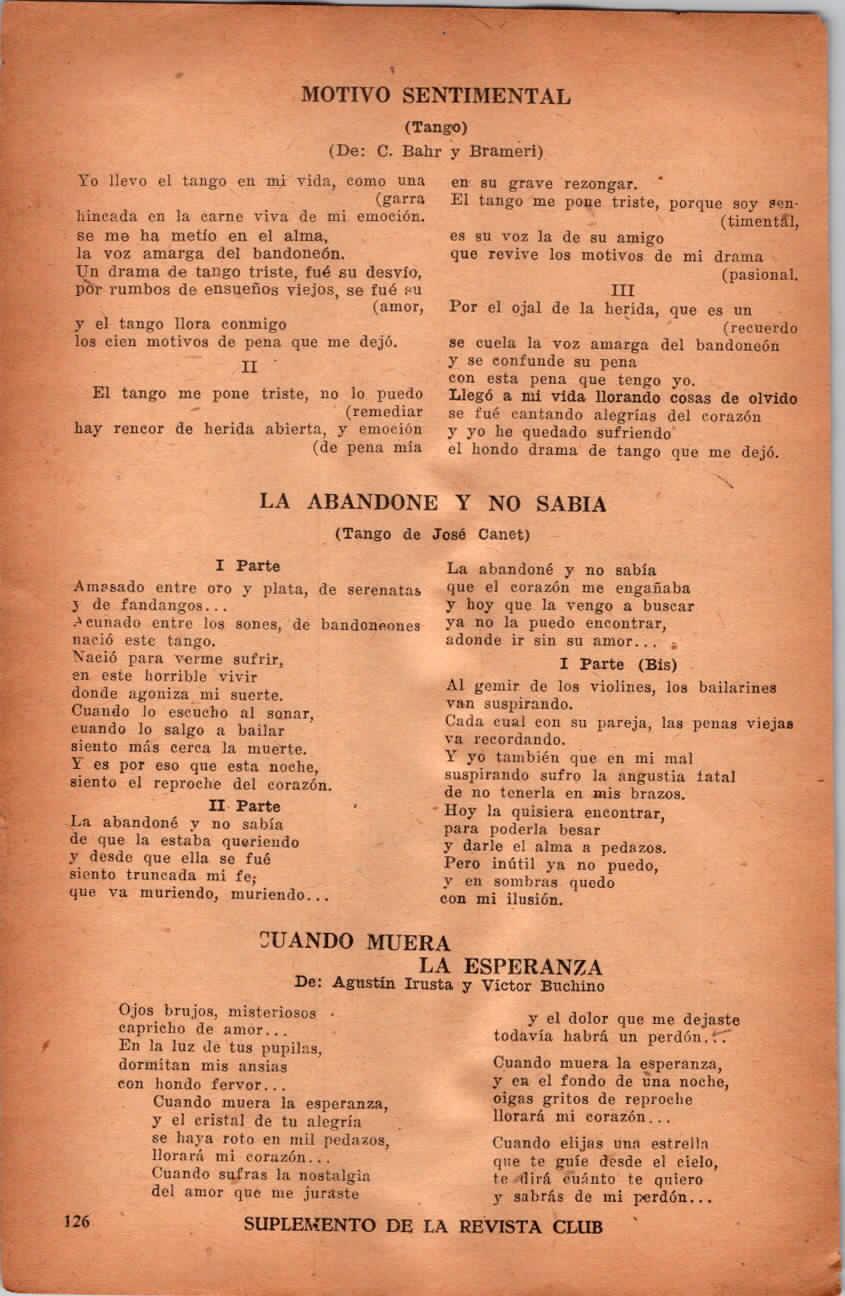 MOTIVO SENTIMENTAL
(Tango)
(De: C. Bahr y Brameri)
Yo llevo el tango en mi vida, como una
(garra
hincada en la carne viva de mi emoción.
se me ha metío en el alma,
la voz amarga del bandoneón.
Un drama de tango triste, fué su desvío,
por rumbos de ensueños viejos, se fué su
(amor,
y el tango llora conmigo
los cien motivos de pena que me dejó.
II
El tango me pone triste, no lo puedo
(remediar
hay rencor de herida abierta, y emoción
(de pena mía
en su grave rezongar.
El tango me pone triste, porque soy sen-
(timentál,
es su voz la de su amigo
que revive los motivos de mi drama
(pasional.
III
Por el ojal de la herida, que es un
(recuerdo
se cuela la voz amarga del bandoneón
y se confunde su pena
con esta pena que tengo yo.
Llegó a mi vida llorando cosas de olvido
se fué cantando alegrías del corazón
y yo he quedado sufriendo
el hondo drama de tango que me dejó.
LA ABANDONE Y NO SABIA
(Tango de José Canet)
I Parte
Amasado entre oro y plata, de serenatas
y de fandangos...
Acunado entre los sones, de bandoneones
nació este tango.
Nació para verme sufrir,
en este horrible vivir
donde agoniza mi suerte.
Cuando lo escucho al sonar,
cuando lo salgo a bailar
siento más cerca la muerte.
Y es por eso que esta noche,
siento el reproche del corazón.
II Parte
La abandoné y no sabía
de que la estaba queriendo
y desde que ella se fué
siento truncada mi fe;
que va muriendo, muriendo...
La abandoné y no sabía
que el corazón me engañaba
y hoy que la vengo a buscar
ya no la puedo encontrar,
adonde ir sin su amor...
I Parte (Bis)
Al gemir de los violines, los bailarines
van suspirando.
Cada cual con su pareja, las penas viejas
va recordando.
Y yo también que en mi mal
suspirando sufro la angustia fatal
de no tenerla en mis brazos.
Hoy la quisiera encontrar,
para poderla besar
y darle el alma a pedazos.
Pero inútil ya no puedo,
y en sombras quedo
con mi ilusión.
CUANDO MUERA
LA ESPERANZA
De: Agustín Irusta y Víctor Buchino
Ojos brujos, misteriosos
capricho de amor...
En la luz de tus pupilas,
dormitan mis ansias
con hondo fervor...
Cuando muera la esperanza,
y el cristal de tu alegría
se haya roto en mil pedazos,
llorará mi corazón...
Cuando sufras la nostalgia
del amor que me juraste
y el dolor que me dejaste
todavía habrá un perdón...
Cuando muera la esperanza,
y en el fondo de una noche,
oigas gritos de reproche
llorará mi corazón...
Cuando elijas una estrella
que te guíe desde el cielo,
te dirá cuánto te quiero
y sabrás de mi perdón...
126
SUPLEMENTO DE LA REVISTA CLUB